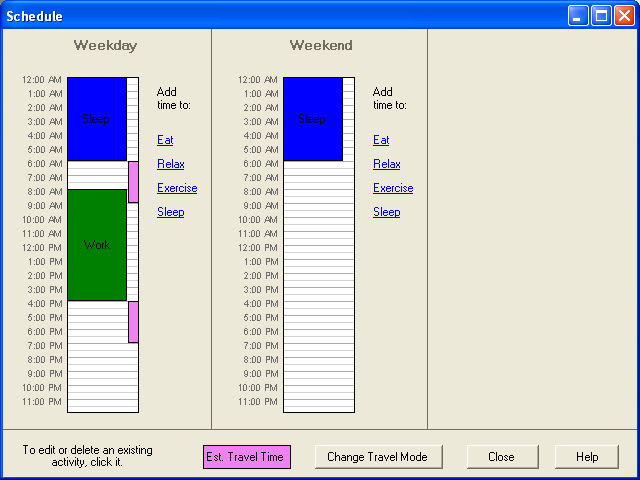 Schedule
Weekday
12:00 AM
1:00 AM
2:00 AM
3:00 AM
4:00 AM
5:00 AM
6:00 AM
7:00 AM
8:00 AM
9:00 AM
10:00 AM
11:00 AM
12:00 PM
1:00 PM
2:00 PM
3:00 PM
4:00 PM
5:00 PM
6:00 PM
7:00 PM
8:00 PM
9:00 PM
10:00 PM
11:00 PM
Sleep
Work
Add
time to:
Eat
Relax
Exercise
Sleep
Weekend
12:00 AM
1:00 AM
2:00 AM
3:00 AM
4:00 AM
5:00 AM
6:00 AM
7:00 AM
8:00 AM
9:00 AM
10:00 AM
11:00 AM
12:00 PM
1:00 PM
2:00 PM
3:00 PM
4:00 PM
5:00 PM
6:00 PM
7:00 PM
8:00 PM
9:00 PM
10:00 PM
11:00 PM
Sleep
Add
time to:
Eat
Relax
Exercise
Sleep
To edit or delete an existing
activity, click it.
Est. Travel Time
Change Travel Mode
Close
Help